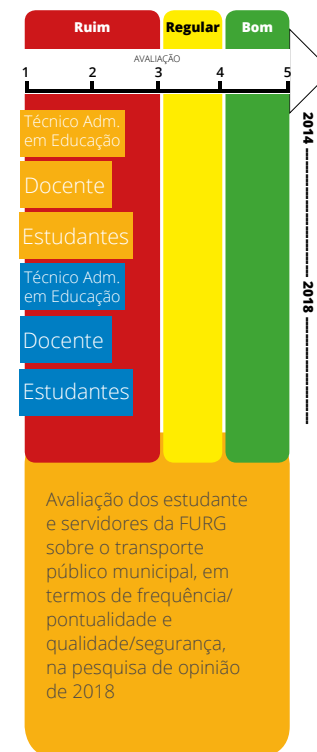 Ruim Regular Bom
AVALIAÇÃO
1 2 3 4 5
Técnico Adm.
em Educação
Docente
Estudantes
Técnico Adm.
em Educação
Docente
Estudantes
2014 ---------------------- 2018 --------------------
Avaliação dos estudante
e servidores da FURG
sobre o transporte
público municipal, em
termos de frequência/
pontualidade e
qualidade/segurança,
na pesquisa de opinião
de 2018